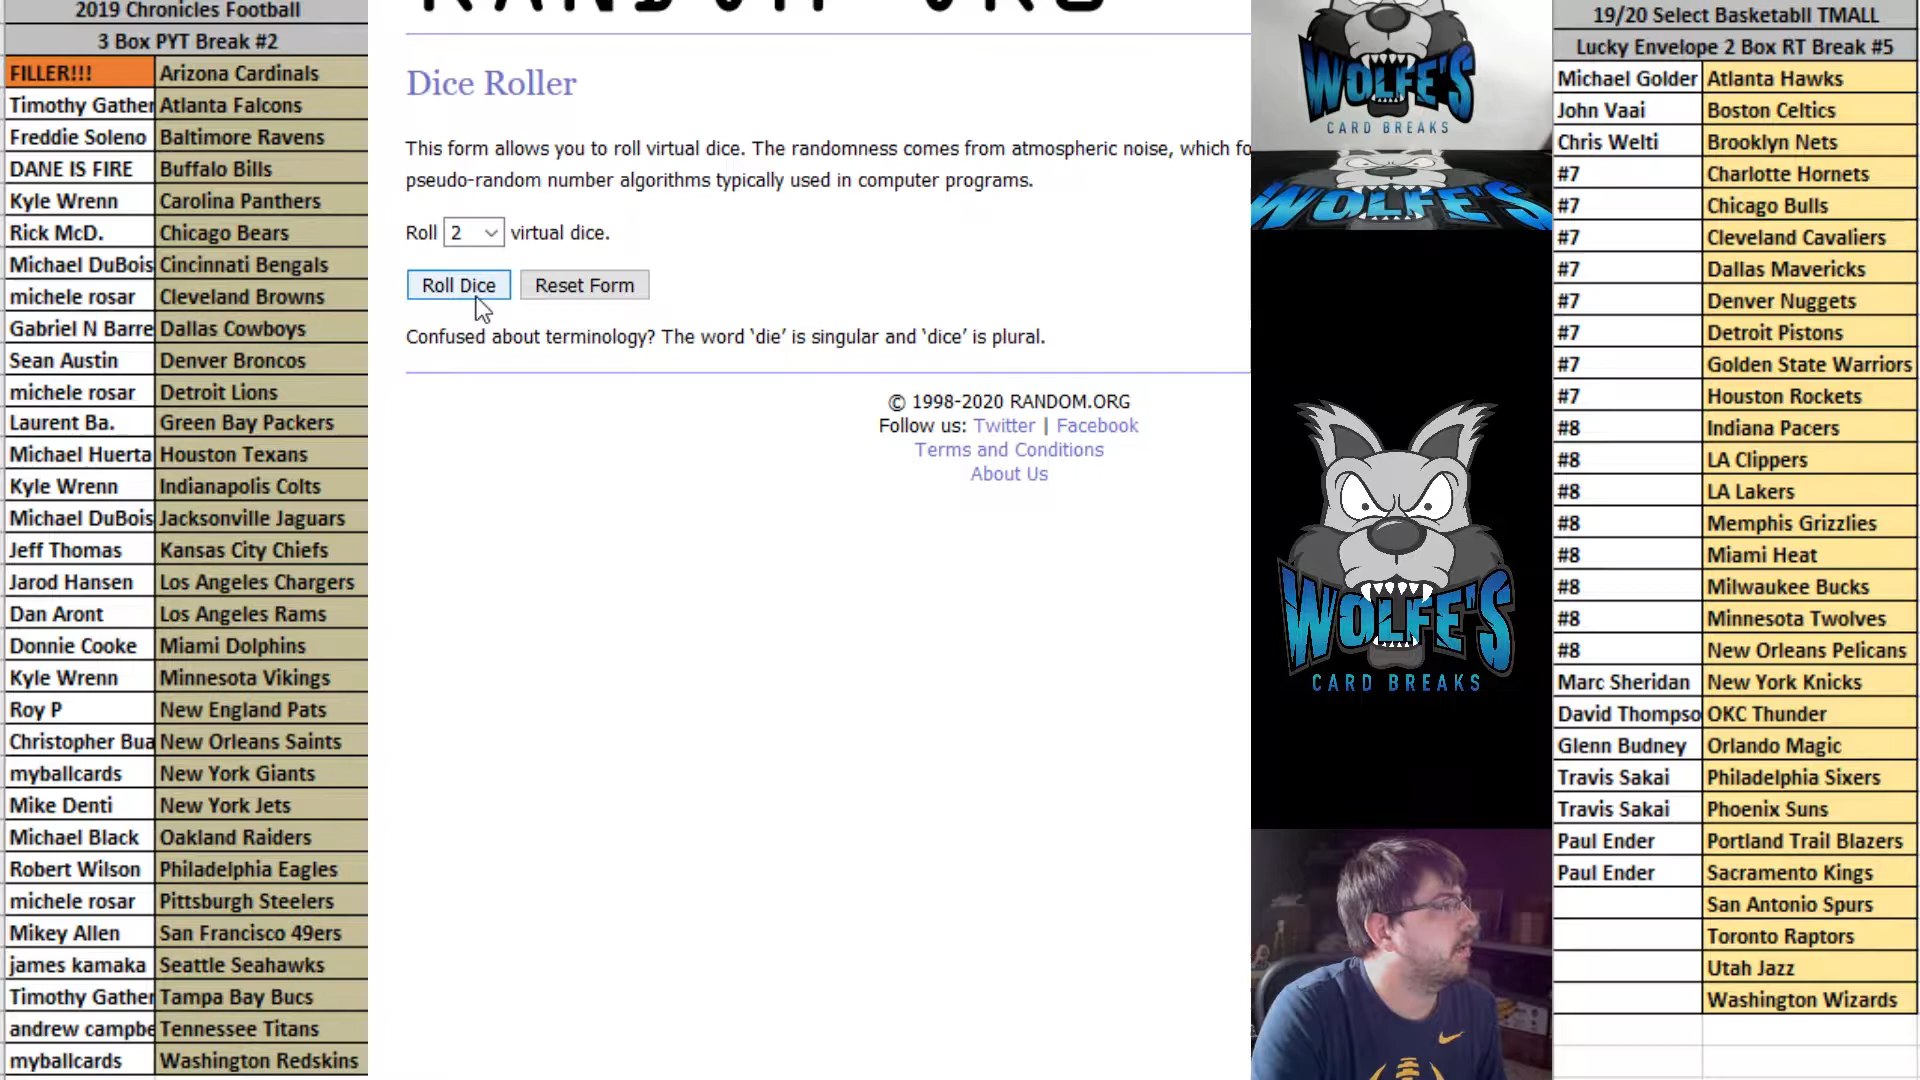 2019 Chronicles Football
3 Box PYT Break #2
FILLER!!! Arizona Cardinals
Timothy Gather Atlanta Falcons
Freddie Soleno Baltimore Ravens
DANE IS FIRE Buffalo Bills
Kyle Wrenn Carolina Panthers
Rick McD. Chicago Bears
Michael DuBois Cincinnati Bengals
michele rosar Cleveland Browns
Gabriel N Barre Dallas Cowboys
Sean Austin Denver Broncos
michele rosar Detroit Lions
Laurent Ba. Green Bay Packers
Michael Huerta Houston Texans
Kyle Wrenn Indianapolis Colts
Michael DuBois Jacksonville Jaguars
Jeff Thomas Kansas City Chiefs
Jarod Hansen Los Angeles Chargers
Dan Aront Los Angeles Rams
Donnie Cooke Miami Dolphins
Kyle Wrenn Minnesota Vikings
Roy P New England Pats
Christopher Bua New Orleans Saints
myballcards New York Giants
Mike Denti New York Jets
Michael Black Oakland Raiders
Robert Wilson Philadelphia Eagles
michele rosar Pittsburgh Steelers
Mikey Allen San Francisco 49ers
james kamaka Seattle Seahawks
Timothy Gather Tampa Bay Bucs
andrew campbe Tennessee Titans
myballcards Washington Redskins
RANDOM ORG
Dice Roller
This form allows you to roll virtual dice. The randomness comes from atmospheric noise, which fo
pseudo-random number algorithms typically used in computer programs.
Roll 2 virtual dice.
Roll Dice Reset Form
Confused about terminology? The word ‘die’ is singular and ‘dice’ is plural.
© 1998-2020 RANDOM.ORG
Follow us: Twitter | Facebook
Terms and Conditions
About Us
WOLFE'S
CARD BREAKS
WOLFE'S
WOLFE'S
CARD BREAKS
19/20 Select Basketabll TMALL
Lucky Envelope 2 Box RT Break #5
Michael Golder Atlanta Hawks
John Vaai Boston Celtics
Chris Welti Brooklyn Nets
#7 Charlotte Hornets
#7 Chicago Bulls
#7 Cleveland Cavaliers
#7 Dallas Mavericks
#7 Denver Nuggets
#7 Detroit Pistons
#7 Golden State Warriors
#7 Houston Rockets
#8 Indiana Pacers
#8 LA Clippers
#8 LA Lakers
#8 Memphis Grizzlies
#8 Miami Heat
#8 Milwaukee Bucks
#8 Minnesota Twolves
#8 New Orleans Pelicans
Marc Sheridan New York Knicks
David Thompso OKC Thunder
Glenn Budney Orlando Magic
Travis Sakai Philadelphia Sixers
Travis Sakai Phoenix Suns
Paul Ender Portland Trail Blazers
Paul Ender Sacramento Kings
San Antonio Spurs
Toronto Raptors
Utah Jazz
Washington Wizards